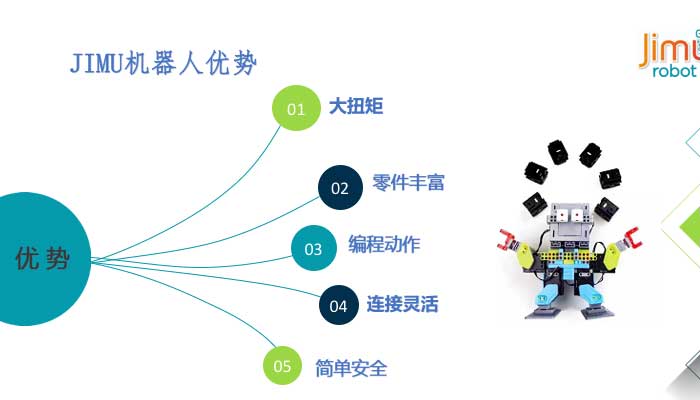 JIMU机器人优势
Jimu
robot
优势
01 大扭矩
02 零件丰富
03 编程动作
04 连接灵活
05 简单安全